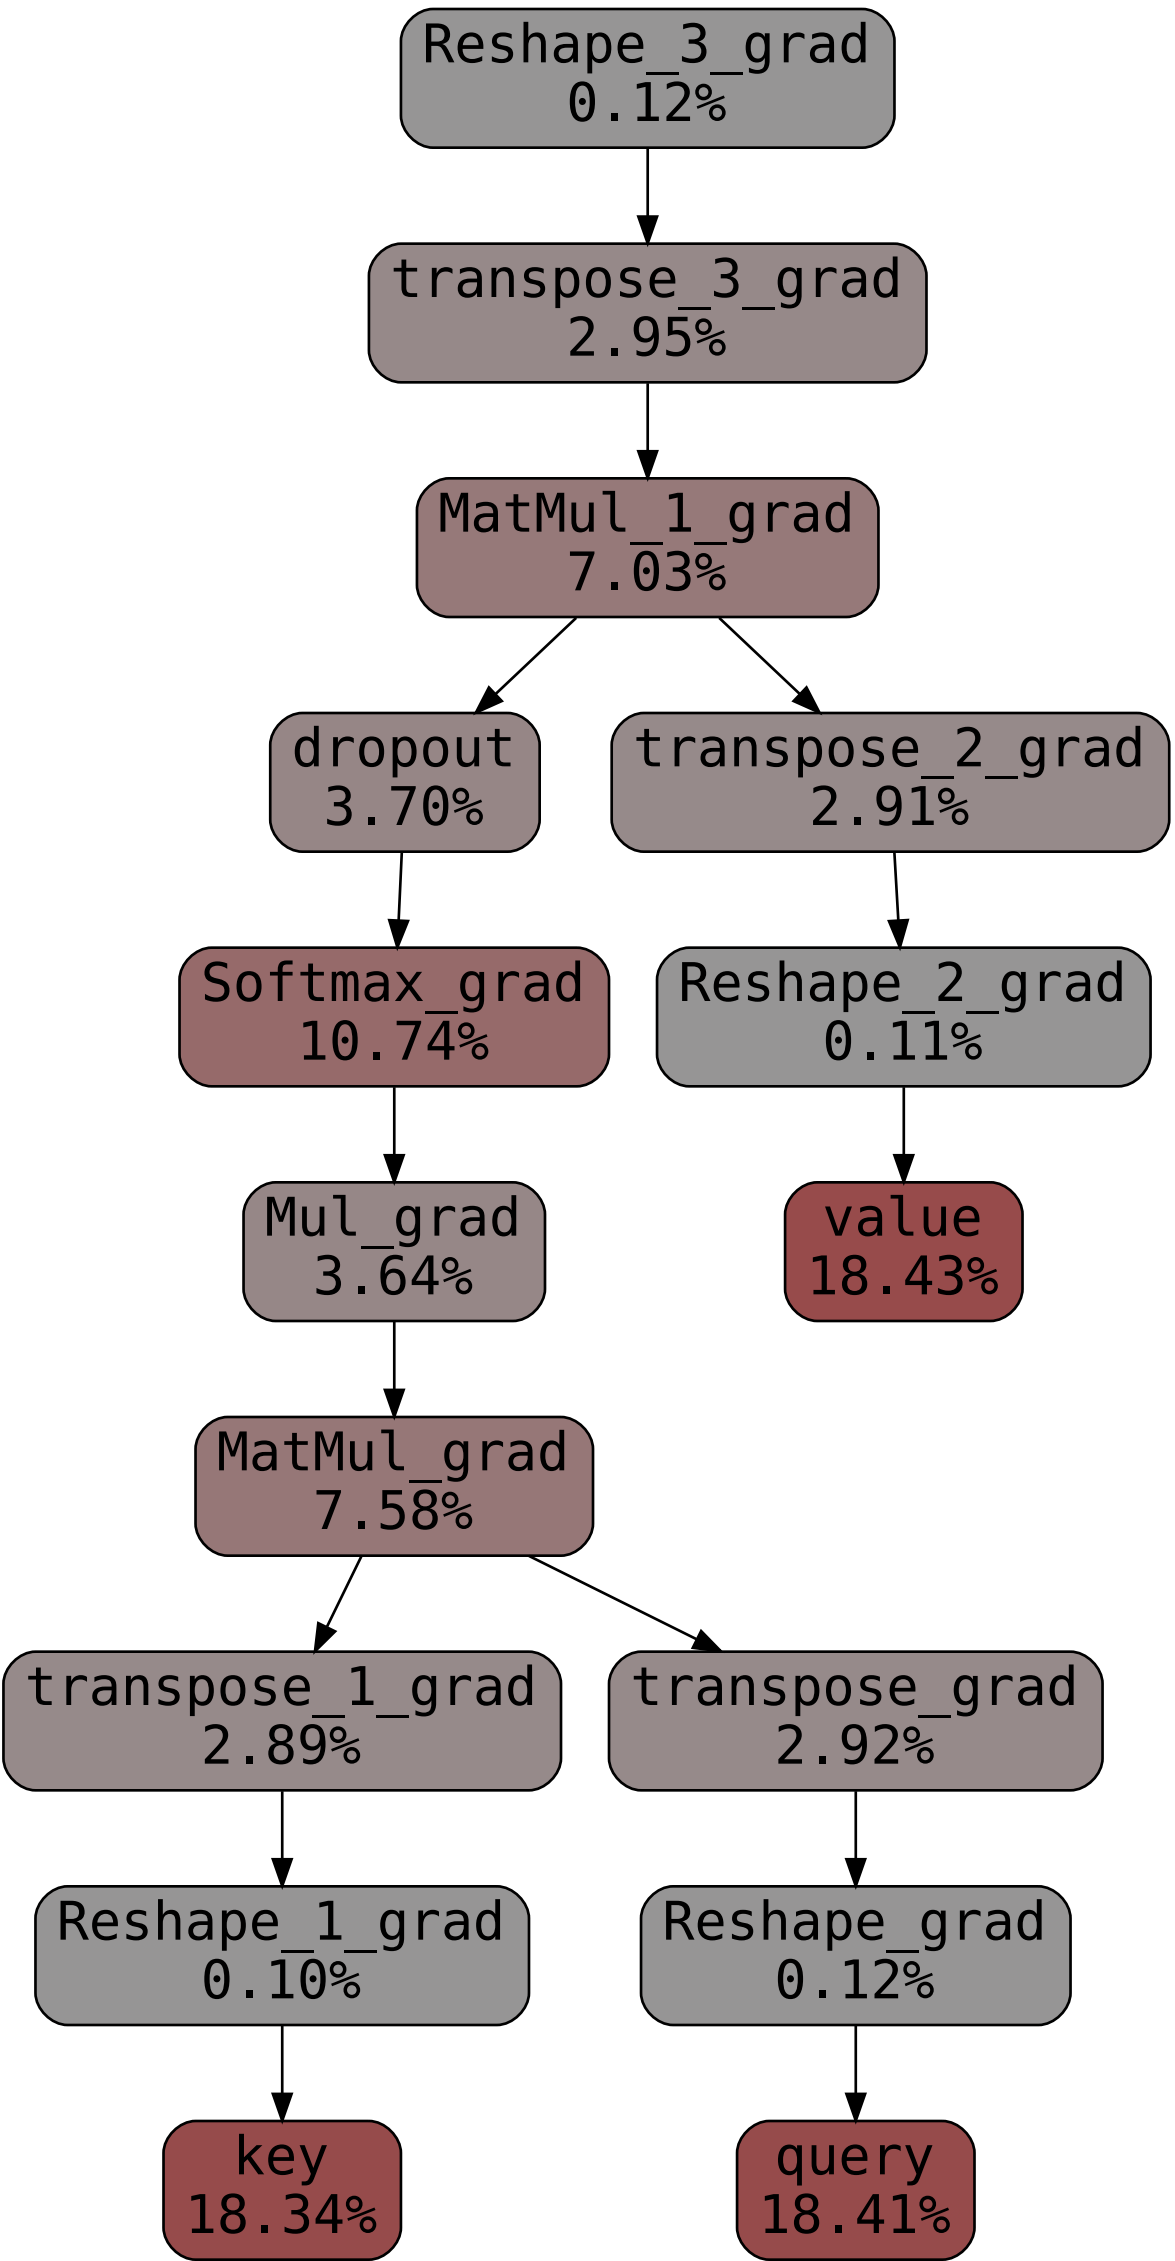 Reshape_3_grad
0.12%
transpose_3_grad
2.95%
MatMul_1_grad
7.03%
dropout
3.70%
transpose_2_grad
2.91%
Softmax_grad
10.74%
Reshape_2_grad
0.11%
Mul_grad
3.64%
value
18.43%
MatMul_grad
7.58%
transpose_1_grad
2.89%
transpose_grad
2.92%
Reshape_1_grad
0.10%
Reshape_grad
0.12%
key
18.34%
query
18.41%